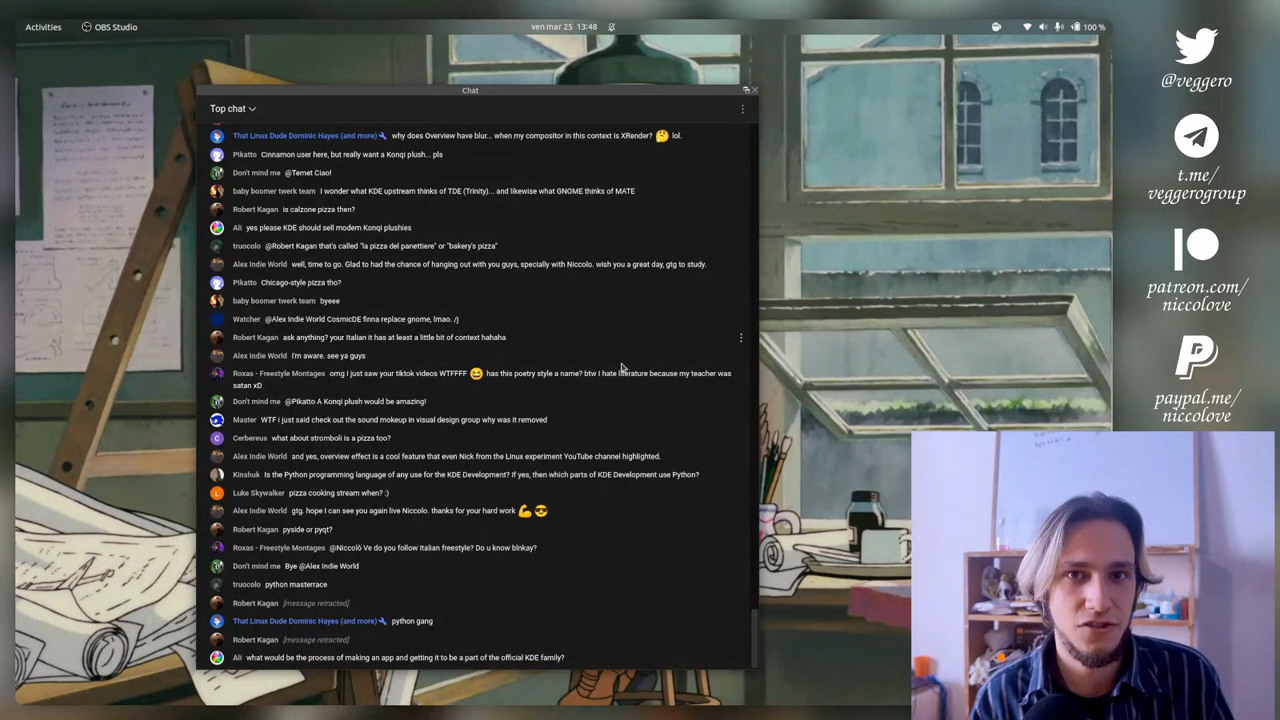 Activities
OBS Studio
ven mar 25 13:48
100 %
Chat
Top chat
That Linux Dude Dominic Hayes (and more) why does Overview have blur... when my compositor in this context is XRender? 🤔 lol.
Pikatto Cinnamon user here, but really want a Konqi plush... pls
Don't mind me @Temet Ciao!
baby boomer twerk team I wonder what KDE upstream thinks of TDE (Trinity)... and likewise what GNOME thinks of MATE
Robert Kagan is calzone pizza then?
Ali yes please KDE should sell modern Konqi plushies
truocolo @Robert Kagan that's called "la pizza del panettiere" or "bakery's pizza"
Alex Indie World well, time to go. Glad to had the chance of hanging out with you guys, specially with Niccolo. wish you a great day, gtg to study.
Pikatto Chicago-style pizza tho?
baby boomer twerk team byeee
Watcher @Alex Indie World CosmicDE finna replace gnome, lmao. /j
Robert Kagan ask anything? your Italian it has at least a little bit of context hahaha
Alex Indie World I'm aware. see ya guys
Roxas - Freestyle Montages omg I just saw your tiktok videos WTFFFF 😄 has this poetry style a name? btw I hate literature because my teacher was
satan xD
Don't mind me @Pikatto A Konqi plush would be amazing!
Master WTF i just said check out the sound makeup in visual design group why was it removed
C
Cerbereus what about stromboli is a pizza too?
Alex Indie World and yes, overview effect is a cool feature that even Nick from the Linux experiment YouTube channel highlighted.
Kinshuk Is the Python programming language of any use for the KDE Development? If yes, then which parts of KDE Development use Python?
L
Luke Skywalker pizza cooking stream when? :)
Alex Indie World gtg. hope I can see you again live Niccolo. thanks for your hard work 💪 😎
Robert Kagan pyside or pyqt?
Roxas - Freestyle Montages @Niccolò Ve do you follow Italian freestyle? Do u know blnkay?
Don't mind me Bye @Alex Indie World
truocolo python masterrace
Robert Kagan [message retracted]
That Linux Dude Dominic Hayes (and more) python gang
Robert Kagan [message retracted]
Ali what would be the process of making an app and getting it to be a part of the official KDE family?
@veggero
t.me/
veggerogroup
patreon.com/
niccolove
paypal.me/
niccolove